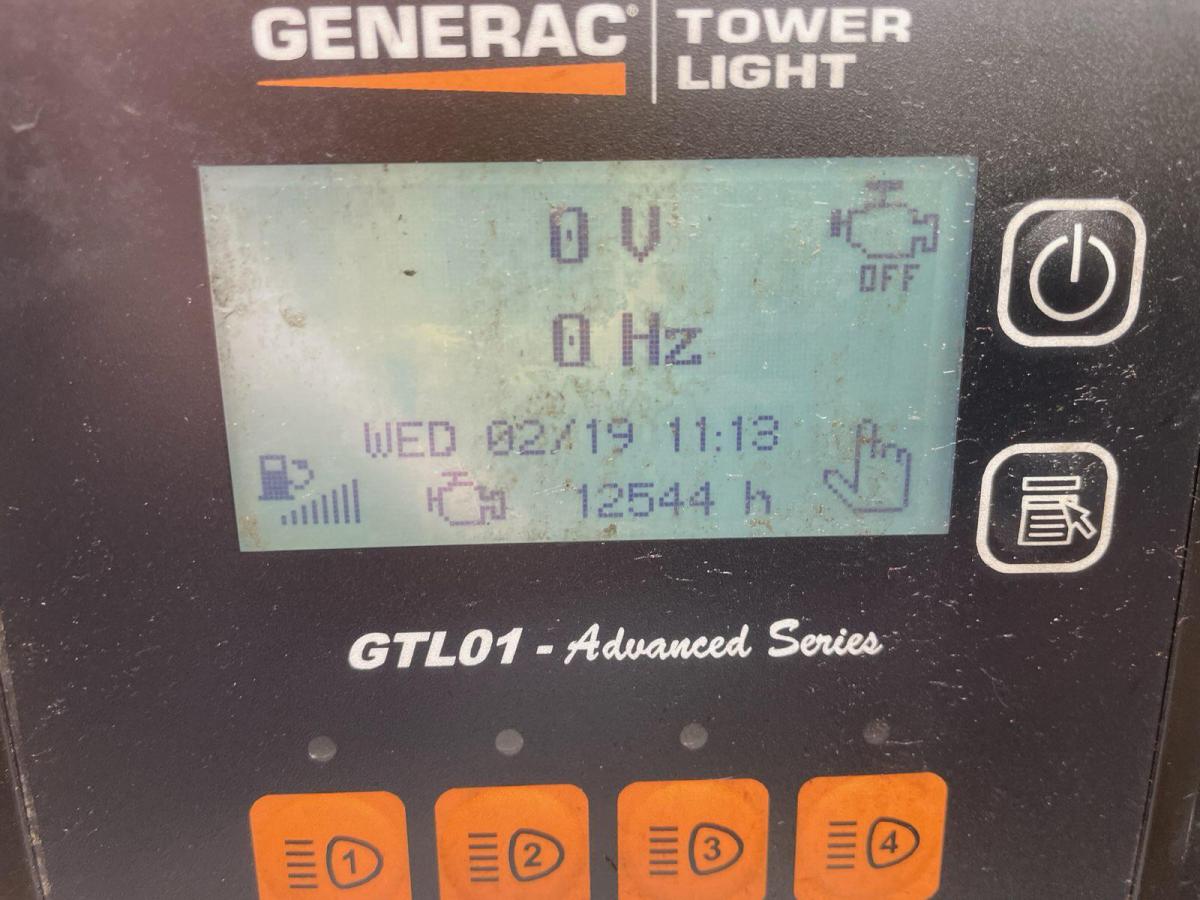 GENERAC® TOWER
LIGHT
0 V
OFF
0 Hz
WED 02/19 11:13
12544 h
GTL01 - Advanced Series
1 2 3 4